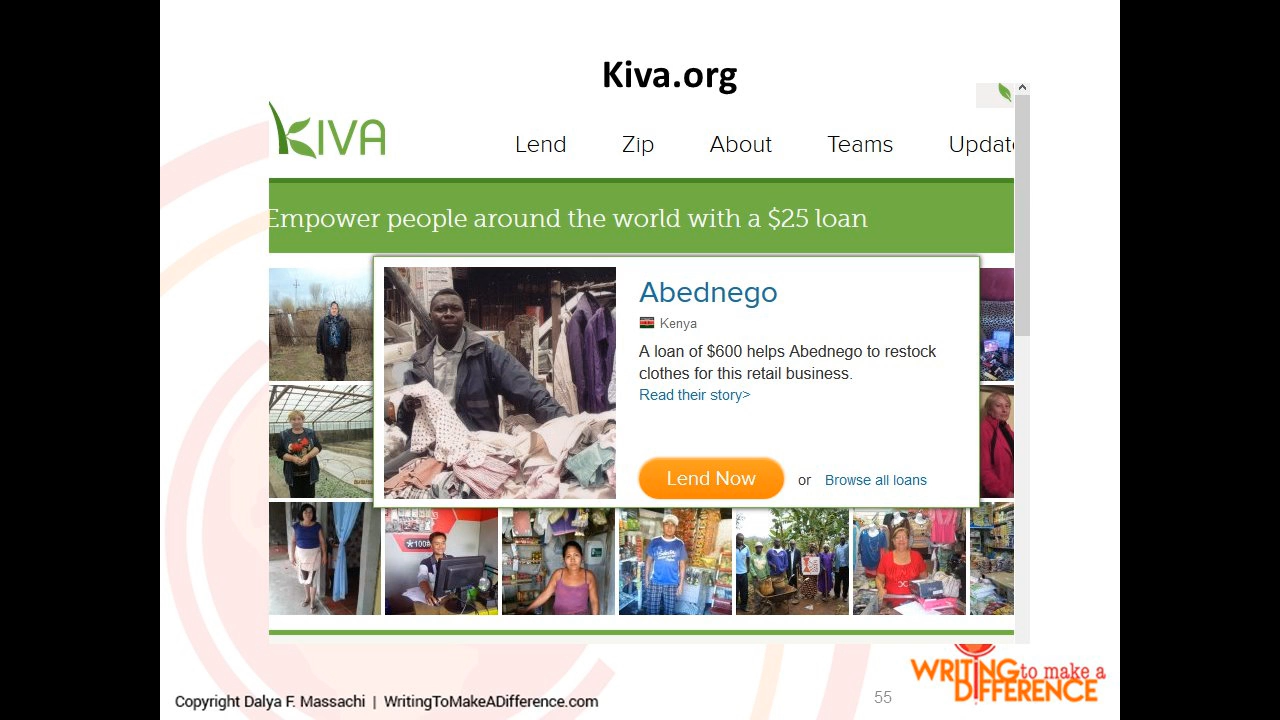 Kiva.org
KIVA
Lend Zip About Teams Updat
Empower people around the world with a $25 loan
Abednego
Kenya
A loan of $600 helps Abednego to restock
clothes for this retail business.
Read their story>
Lend Now or Browse all loans
*100#
WRITING to make a
DIFFERENCE
Copyright Dalya F. Massachi | WritingToMakeADifference.com
55